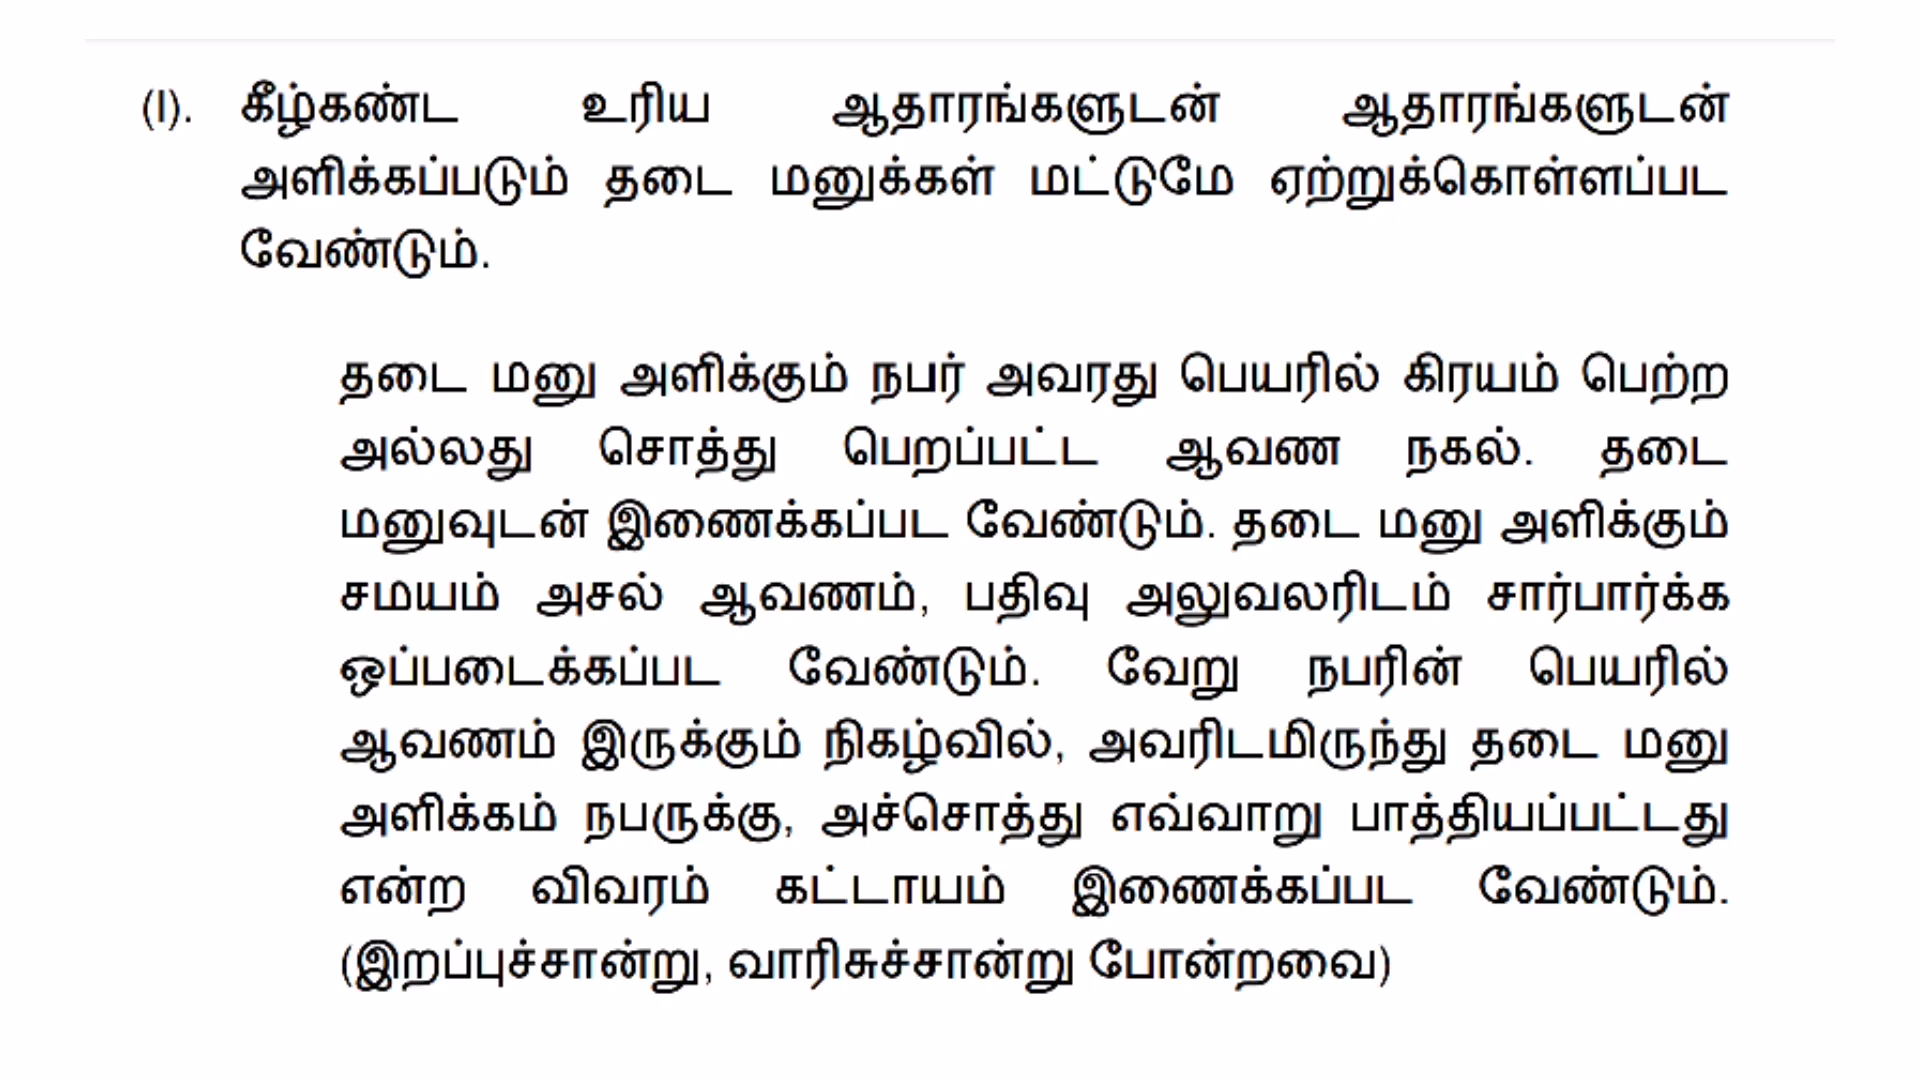 (I). கீழ்கண்ட உரிய ஆதாரங்களுடன் ஆதாரங்களுடன்
அளிக்கப்படும் தடை மனுக்கள் மட்டுமே ஏற்றுக்கொள்ளப்பட
வேண்டும்.
தடை மனு அளிக்கும் நபர் அவரது பெயரில் கிரயம் பெற்ற
அல்லது சொத்து பெறப்பட்ட ஆவண நகல். தடை
மனுவுடன் இணைக்கப்பட வேண்டும். தடை மனு அளிக்கும்
சமயம் அசல் ஆவணம், பதிவு அலுவலரிடம் சார்பார்க்க
ஒப்படைக்கப்பட வேண்டும். வேறு நபரின் பெயரில்
ஆவணம் இருக்கும் நிகழ்வில், அவரிடமிருந்து தடை மனு
அளிக்கம் நபருக்கு, அச்சொத்து எவ்வாறு பாத்தியப்பட்டது
என்ற விவரம் கட்டாயம் இணைக்கப்பட வேண்டும்.
(இறப்புச்சான்று, வாரிசுச்சான்று போன்றவை)